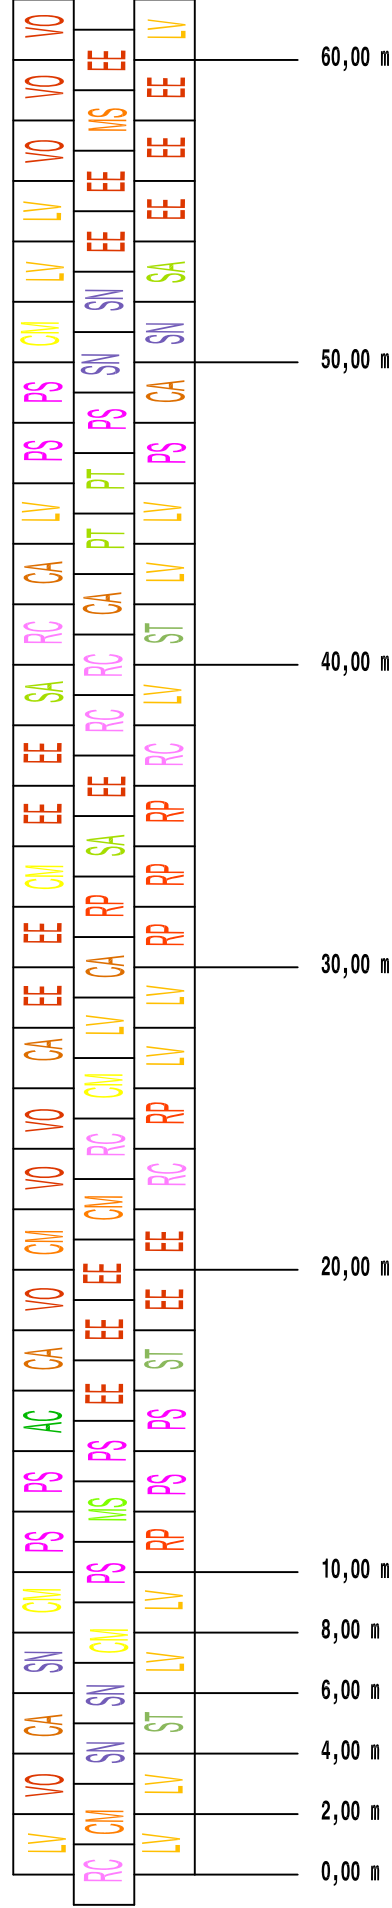 VO LV
EE 60,00 m
VO EE
MS
VO EE
EE
LV EE
EE
LV SA
SN
CM SN
SN 50,00 m
PS CA
PS
PS PS
PT
LV LV
PT
CA LV
CA
RC ST
RC 40,00 m
SA LV
RC
EE RC
EE
EE RP
SA
CM RP
RP
EE RP
CA 30,00 m
EE LV
LV
CA LV
CM
VO RP
RC
VO RC
CM
CM EE
EE 20,00 m
VO EE
EE
CA ST
EE
AC PS
PS
PS PS
MS
PS RP
PS 10,00 m
CM LV
CM 8,00 m
SN LV
SN 6,00 m
CA ST
SN 4,00 m
VO LV
CM 2,00 m
LV LV
RC 0,00 m